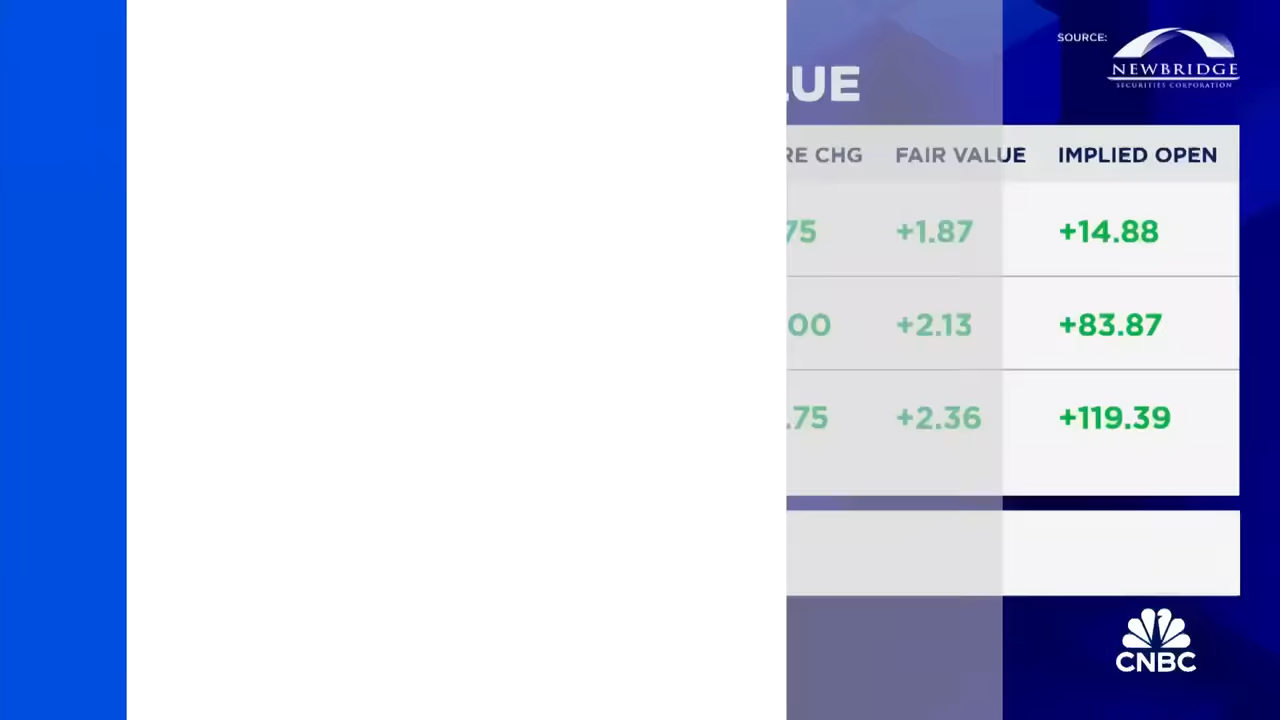 SOURCE:
NEWBRIDGE
SECURITIES CORPORATION
UE
RE CHG FAIR VALUE IMPLIED OPEN
75 +1.87 +14.88
00 +2.13 +83.87
.75 +2.36 +119.39
CNBC